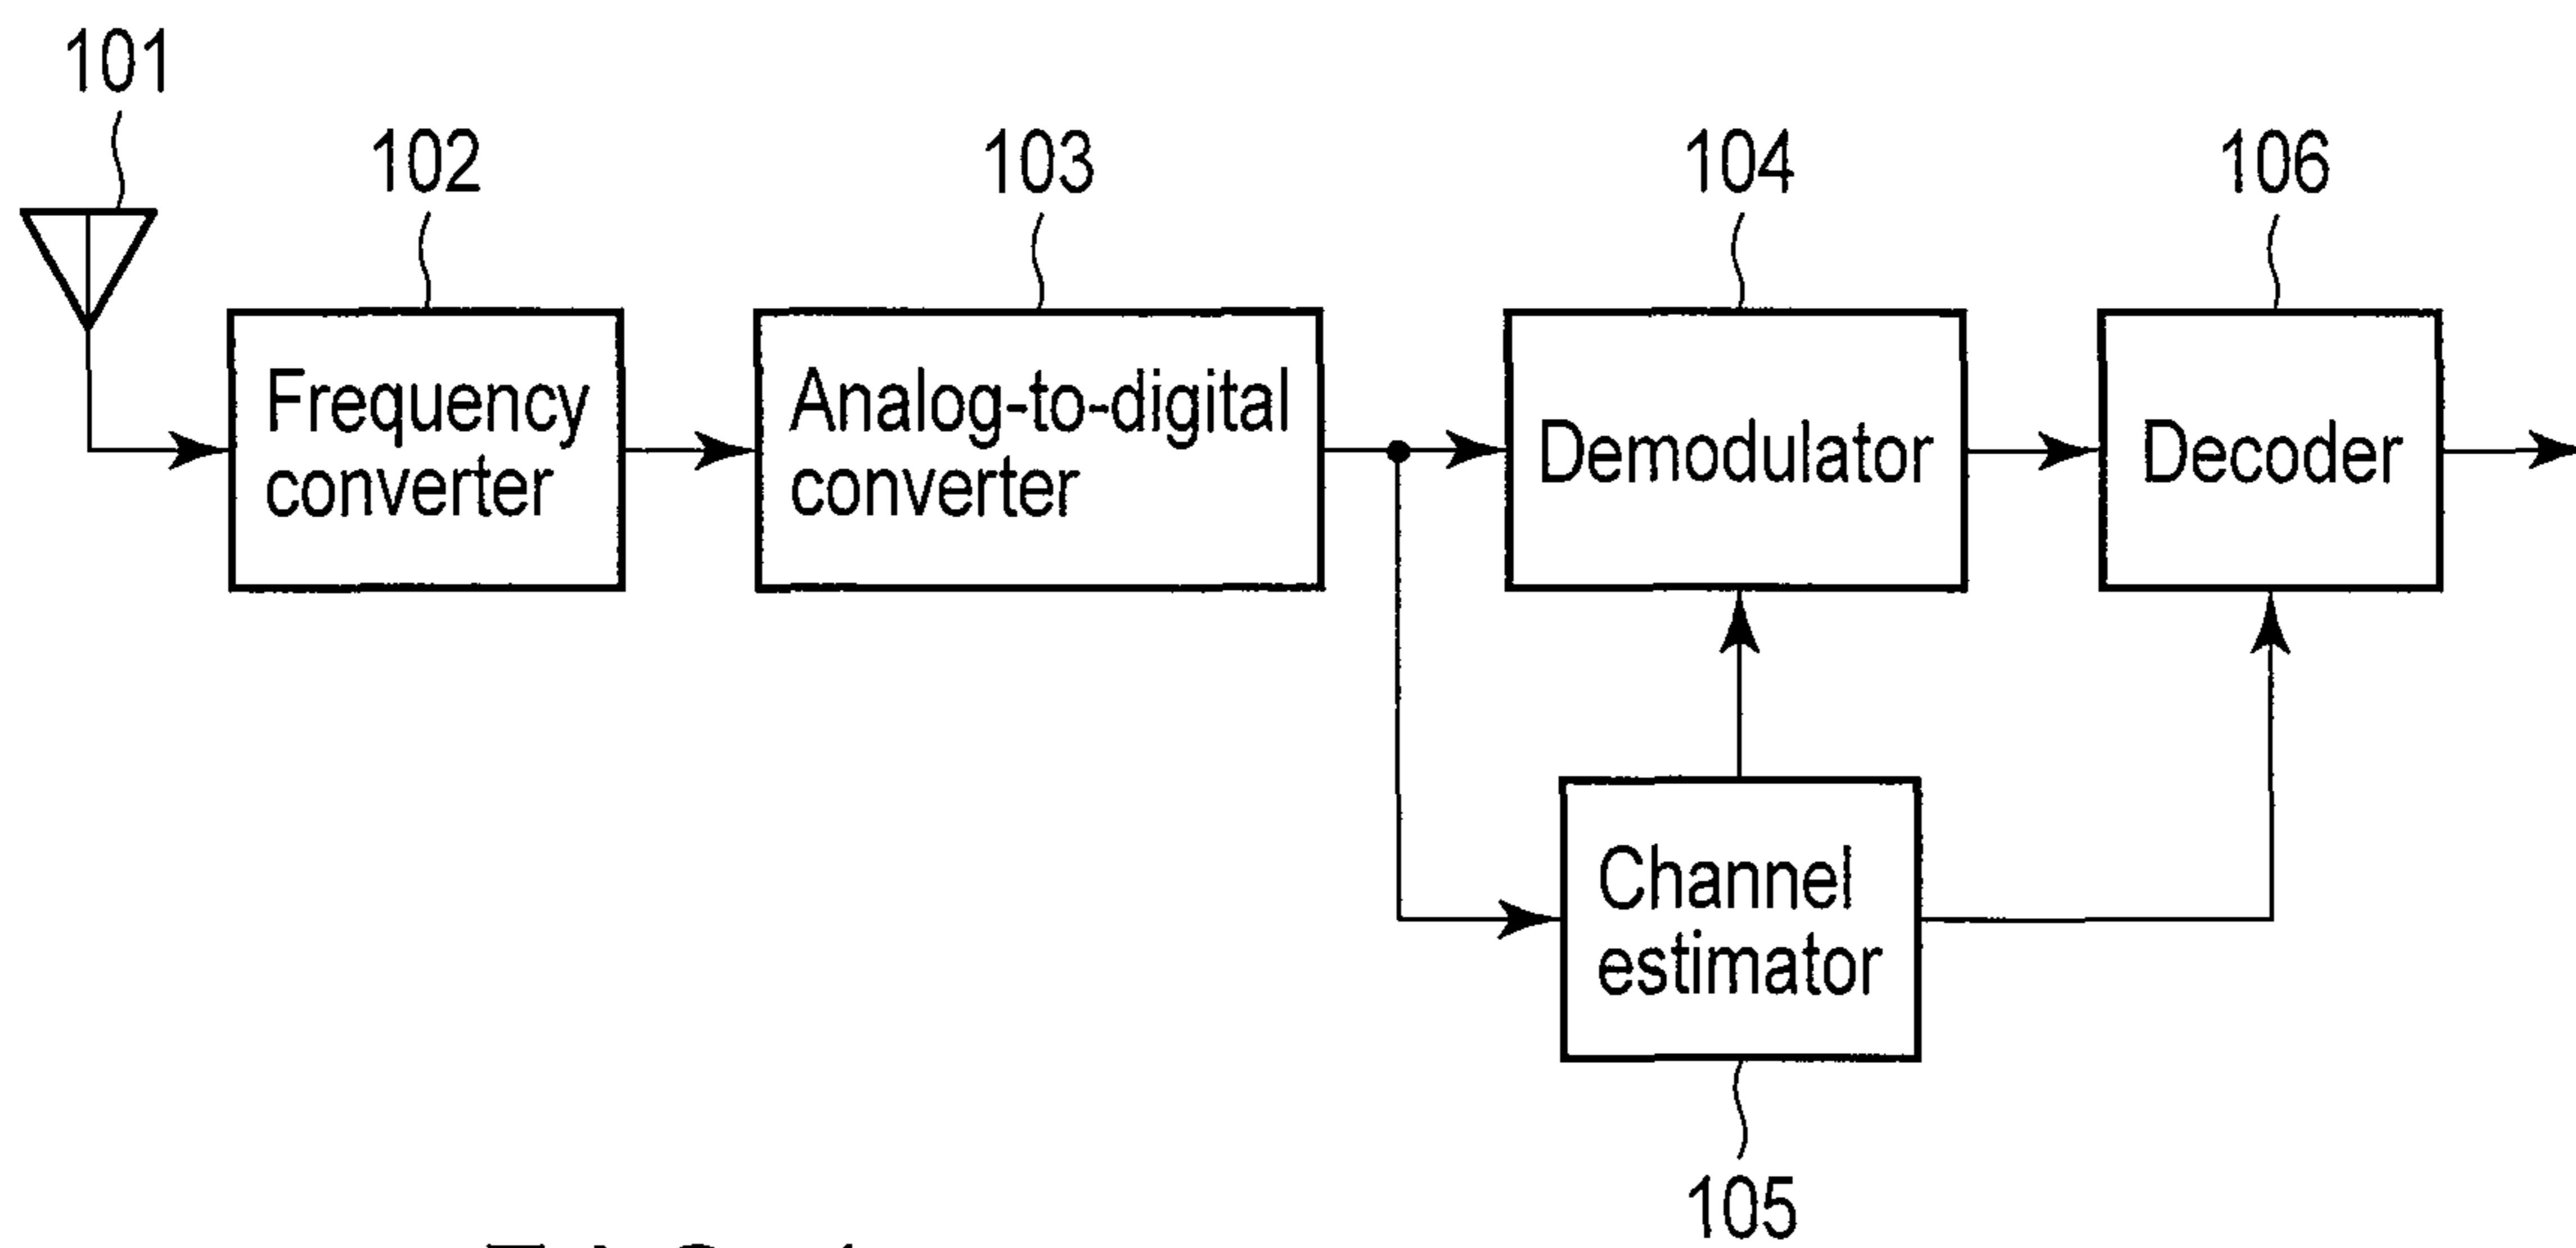 101
102
103
104
106
Frequency
converter
Analog-to-digital
converter
Demodulator
Decoder
Channel
estimator
105